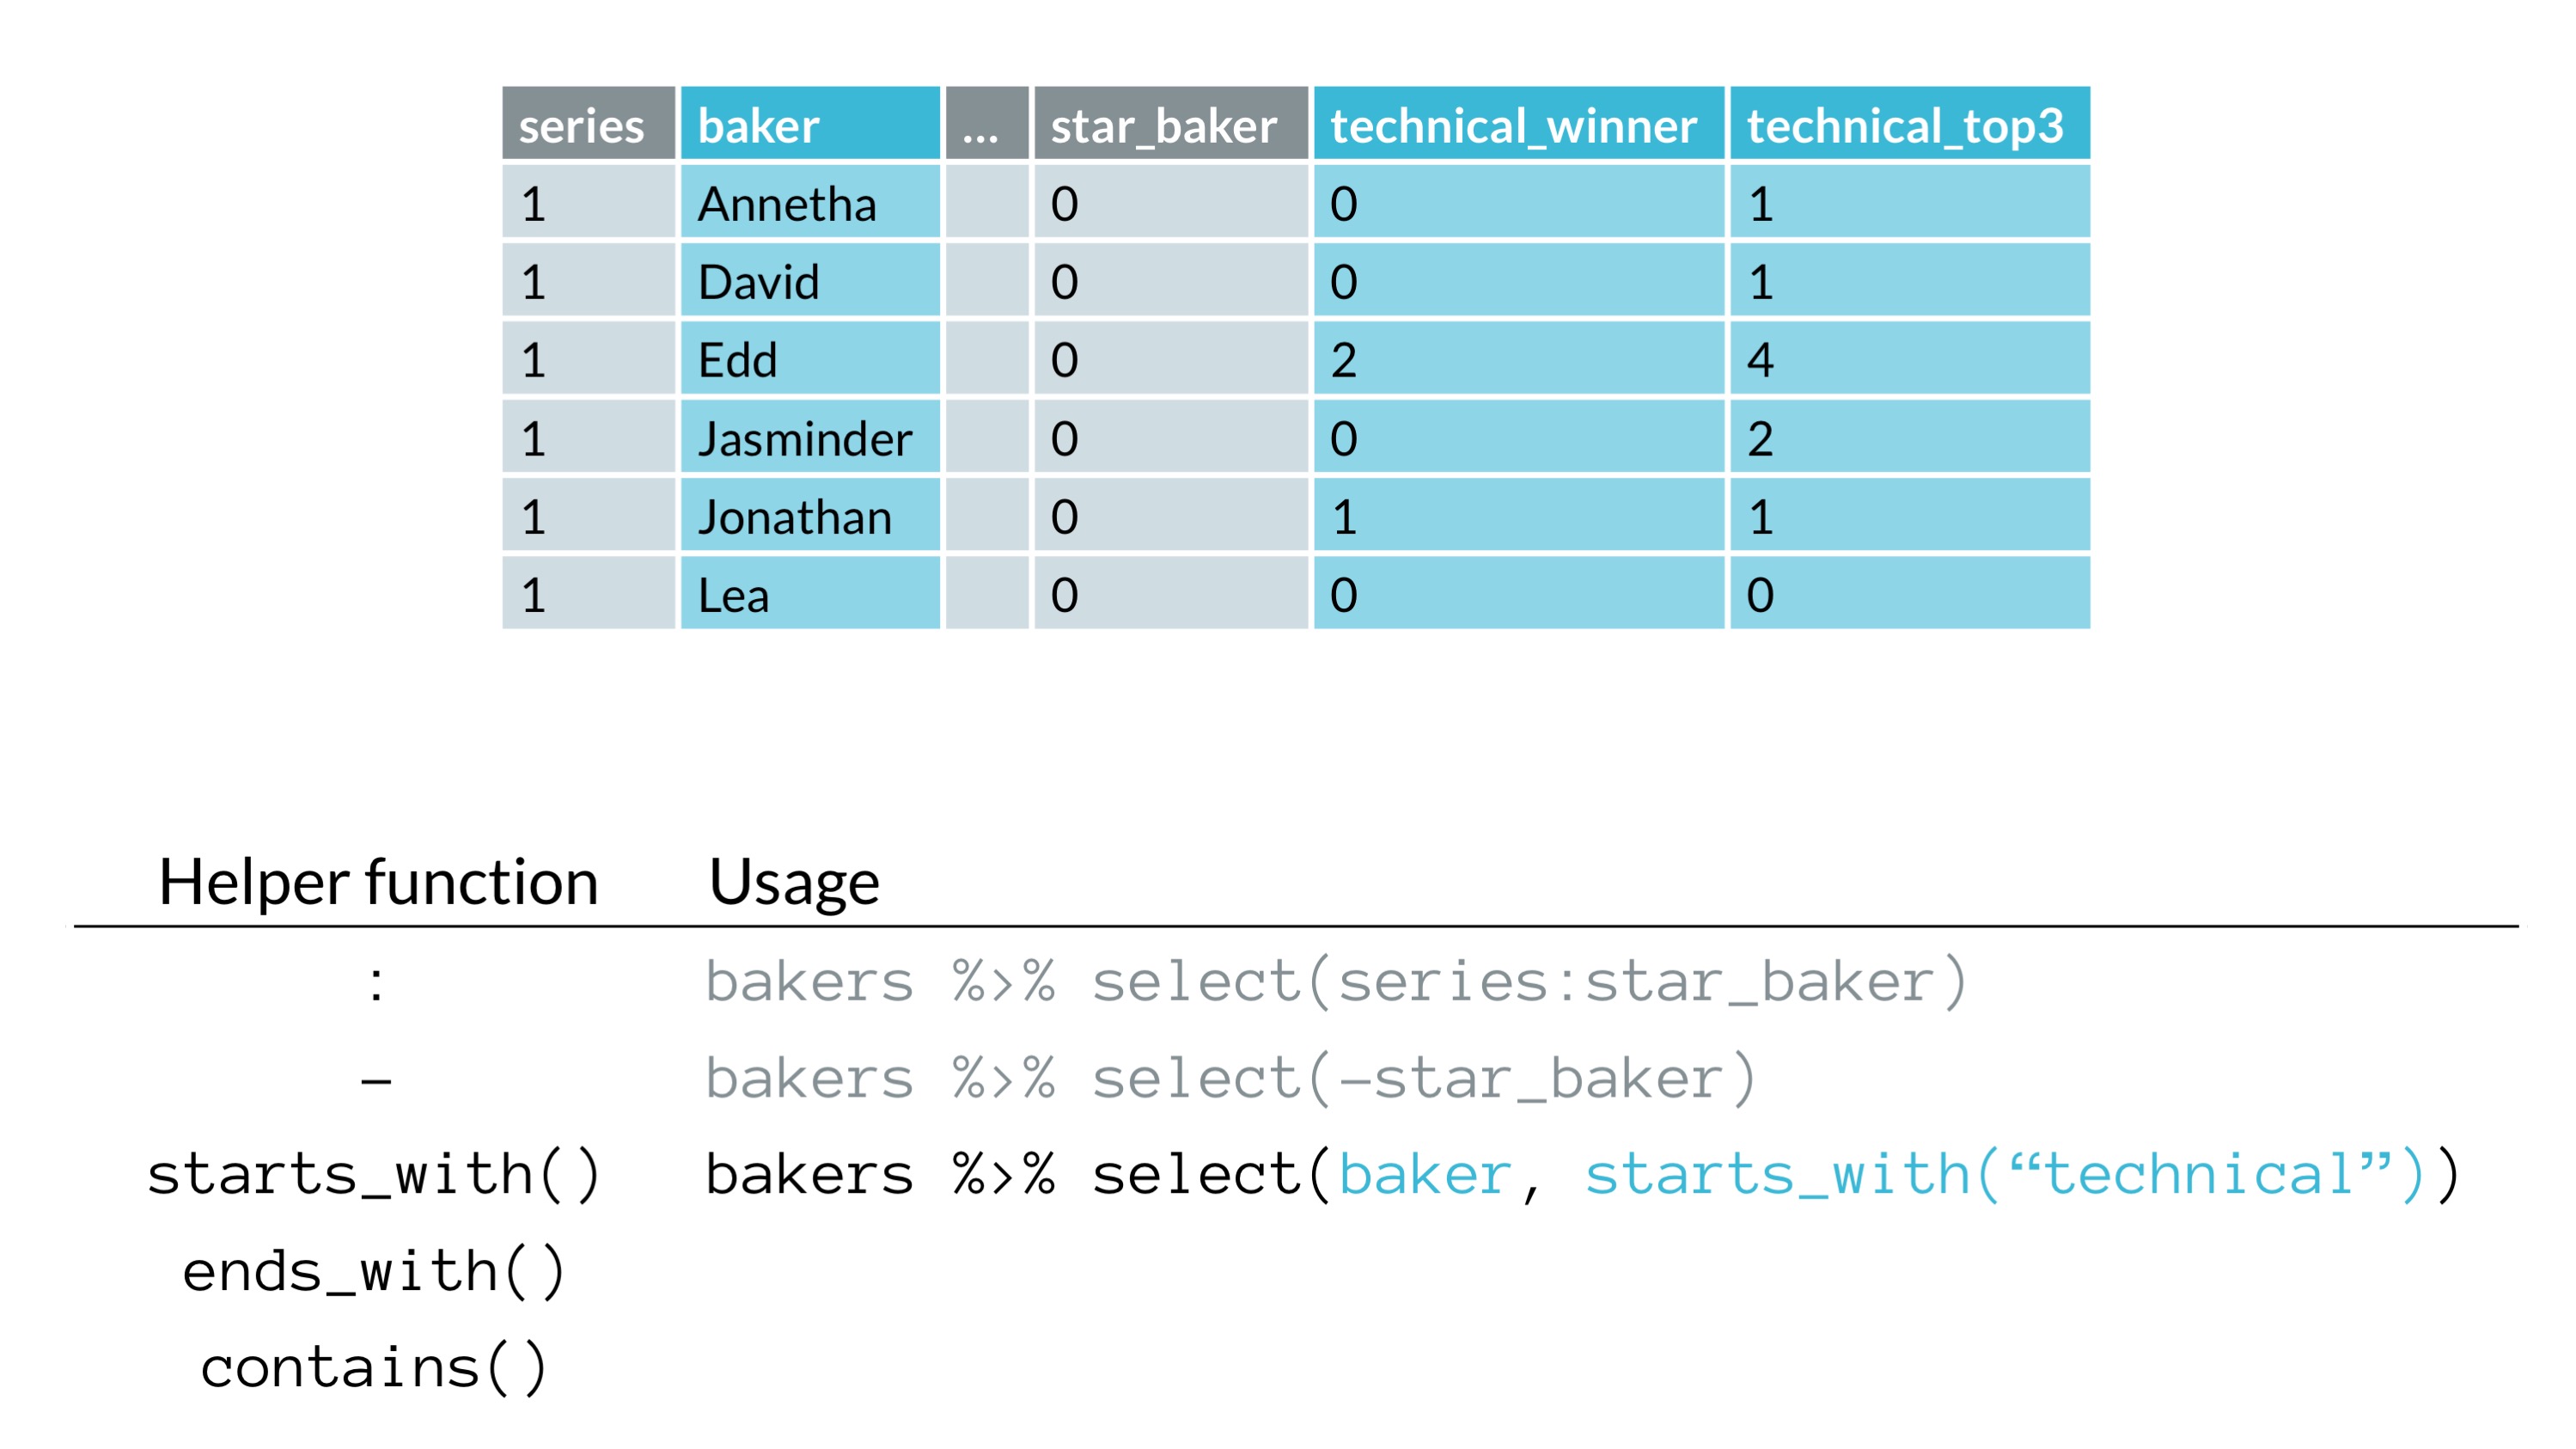 series baker ... star_baker technical_winner technical_top3
1 Annetha 0 0 1
1 David 0 0 1
1 Edd 0 2 4
1 Jasminder 0 0 2
1 Jonathan 0 1 1
1 Lea 0 0 0
Helper function Usage
: bakers %>% select(series:star_baker)
– bakers %>% select(–star_baker)
starts_with() bakers %>% select(baker, starts_with(“technical”))
ends_with()
contains()